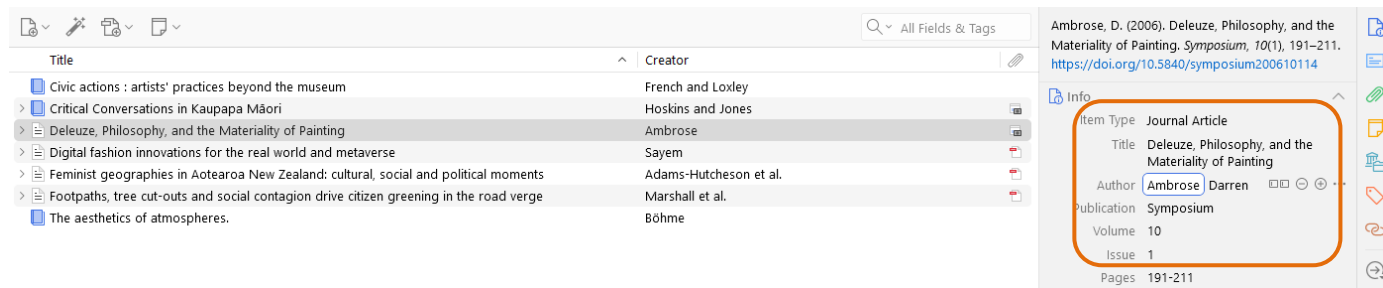 All Fields & Tags
Title Creator
Civic actions : artists' practices beyond the museum French and Loxley
Critical Conversations in Kaupapa Māori Hoskins and Jones
Deleuze, Philosophy, and the Materiality of Painting Ambrose
Digital fashion innovations for the real world and metaverse Sayem
Feminist geographies in Aotearoa New Zealand: cultural, social and political moments Adams-Hutcheson et al.
Footpaths, tree cut-outs and social contagion drive citizen greening in the road verge Marshall et al.
The aesthetics of atmospheres. Böhme
Ambrose, D. (2006). Deleuze, Philosophy, and the
Materiality of Painting. Symposium, 10(1), 191–211.
https://doi.org/10.5840/symposium200610114
Info
Item Type Journal Article
Title Deleuze, Philosophy, and the
Materiality of Painting
Author Ambrose Darren
Publication Symposium
Volume 10
Issue 1
Pages 191-211